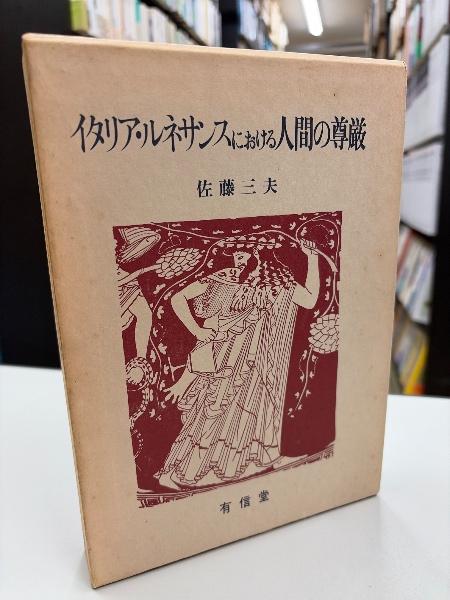 イタリア・ルネサンスにおける人間の尊厳
佐藤三夫
有信堂